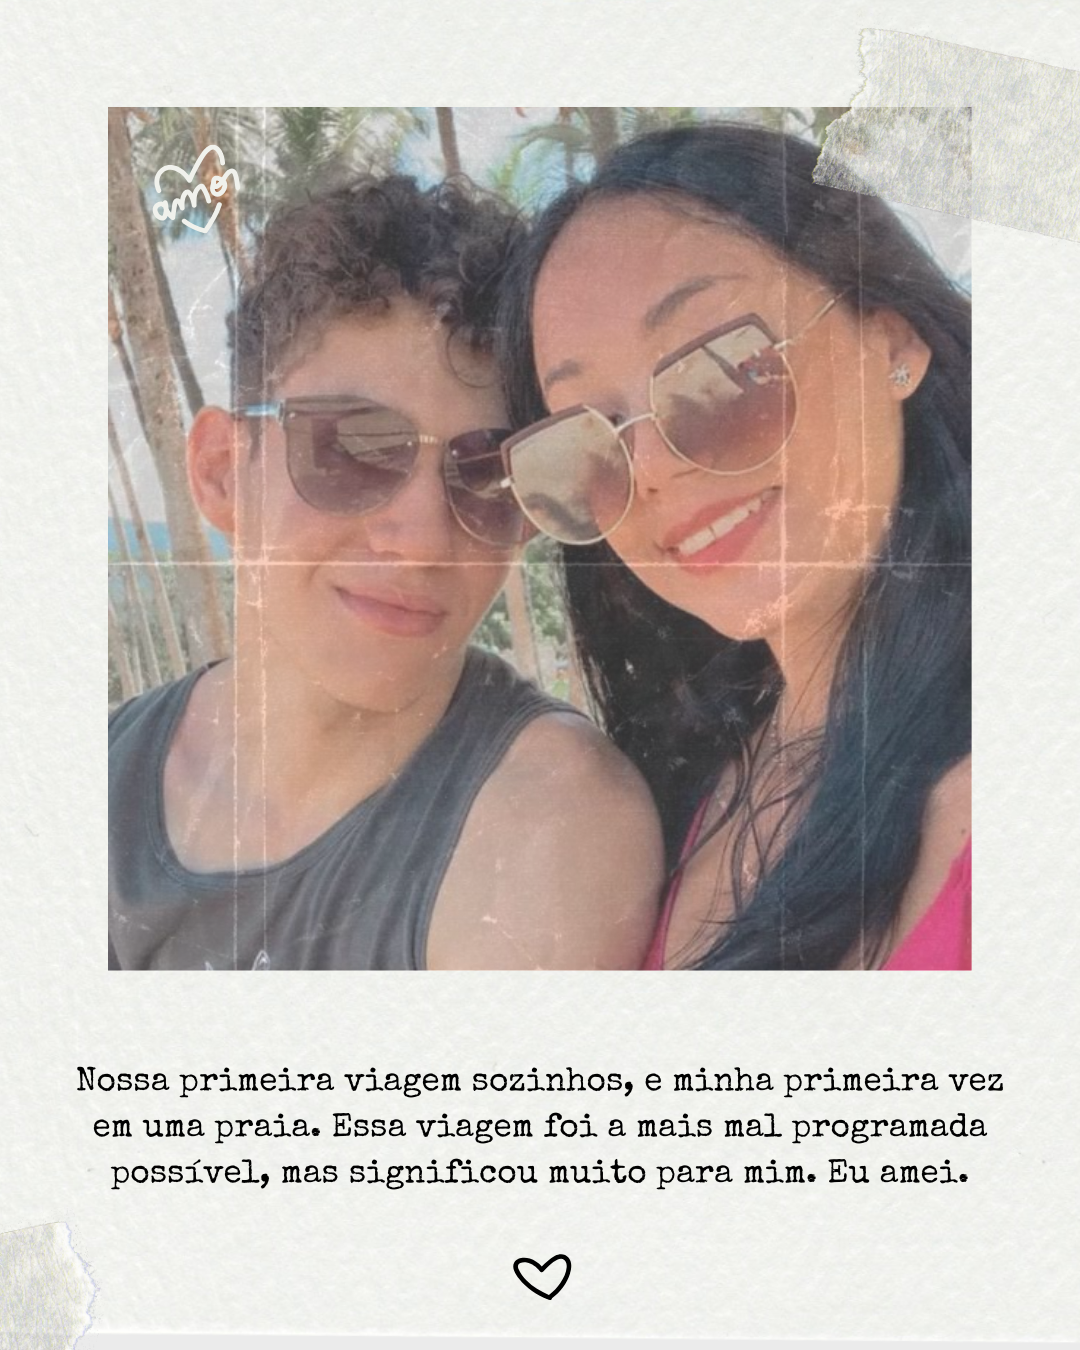 amor
Nossa primeira viagem sozinhos, e minha primeira vez
em uma praia. Essa viagem foi a mais mal programada
possível, mas significou muito para mim. Eu amei.